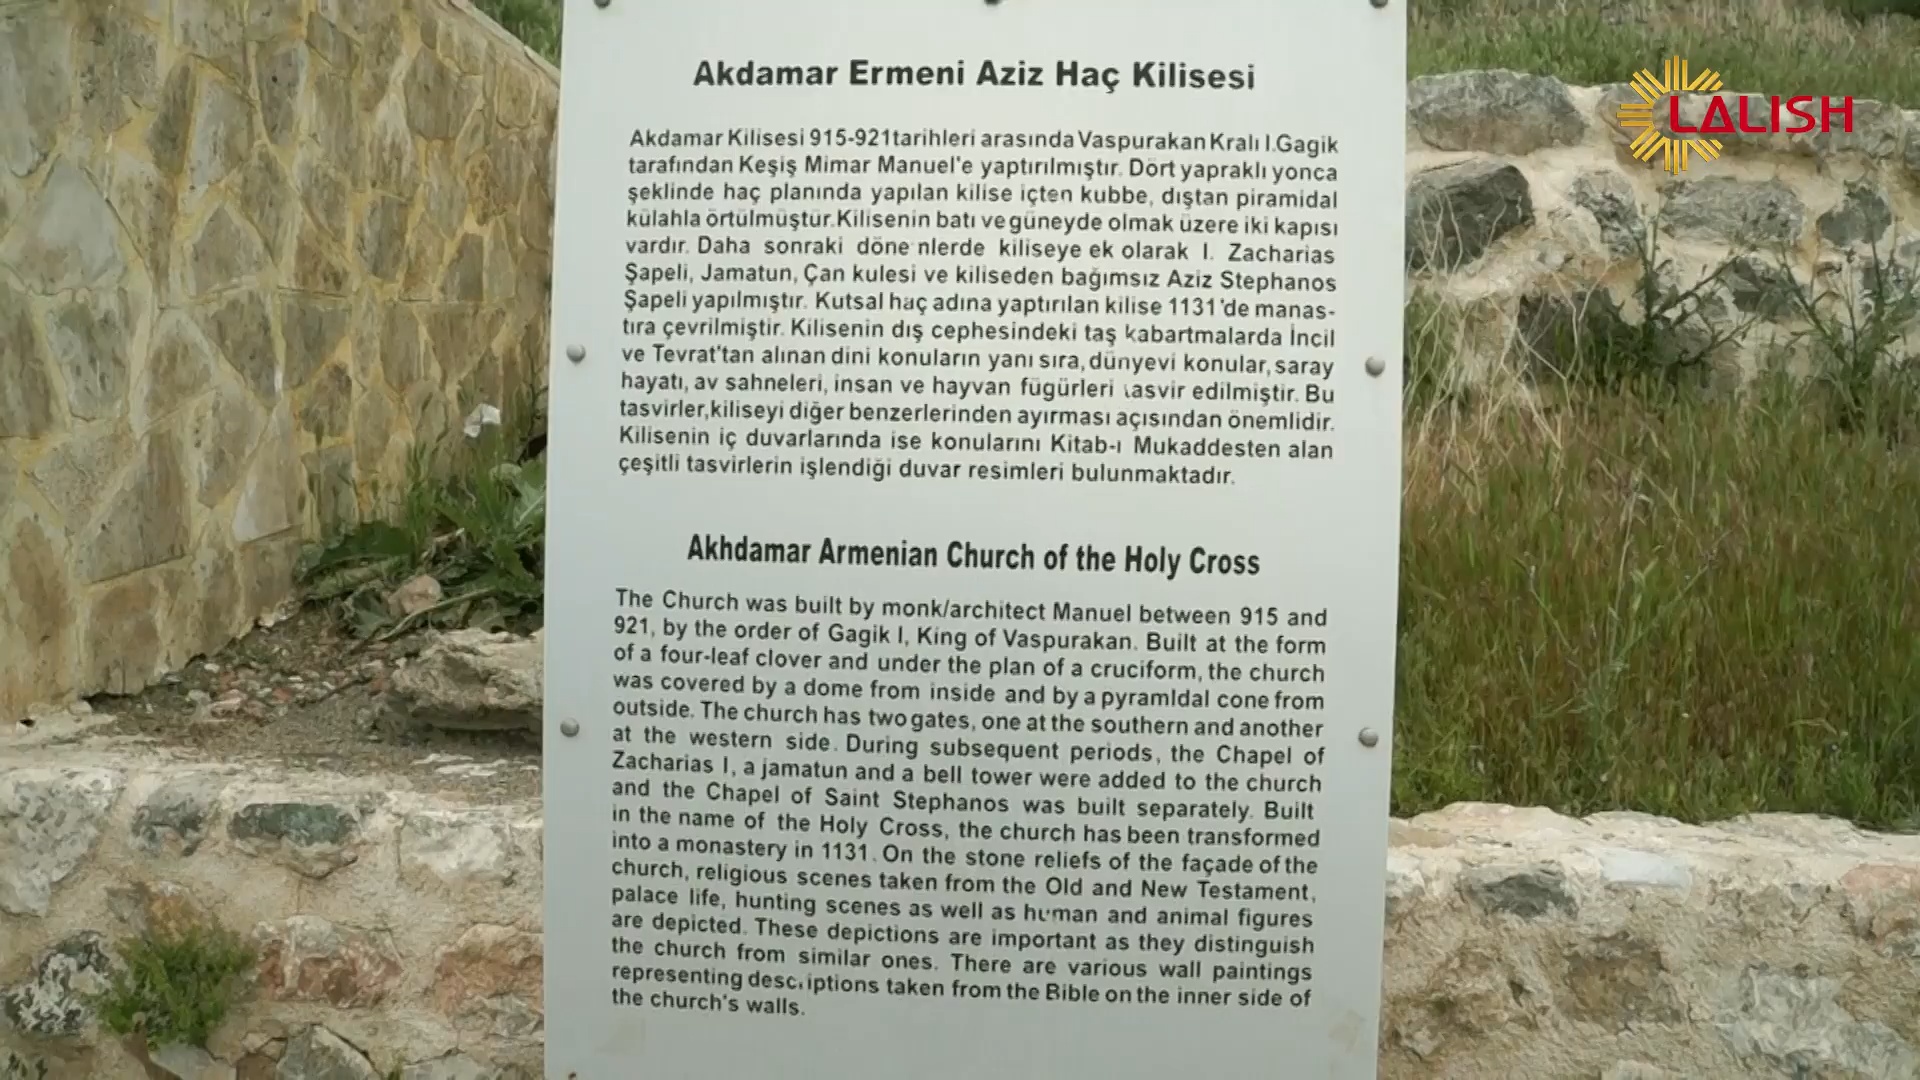 LALISH
Akdamar Ermeni Aziz Haç Kilisesi
Akdamar Kilisesi 915-921tarihleri arasında Vaspurakan Kralı I.Gagik
tarafından Keşiş Mimar Manuel'e yaptırılmıştır. Dört yapraklı yonca
şeklinde haç planında yapılan kilise içten kubbe, dıştan piramidal
külahla örtülmüştür.Kilisenin batı ve güneyde olmak üzere iki kapısı
vardır. Daha sonraki döne nlerde kiliseye ek olarak I. Zacharias
Şapeli, Jamatun, Çan kulesi ve kiliseden bağımsız Aziz Stephanos
Şapeli yapılmıştır. Kutsal haç adına yaptırılan kilise 1131'de manas-
tıra çevrilmiştir. Kilisenin dış cephesindeki taş kabartmalarda İncil
ve Tevrat'tan alınan dini konuların yanı sıra, dünyevi konular, saray
hayatı, av sahneleri, insan ve hayvan fügürleri tasvir edilmiştir. Bu
tasvirler,kiliseyi diğer benzerlerinden ayırması açısından önemlidir.
Kilisenin iç duvarlarında ise konularını Kitab-ı Mukaddesten alan
çeşitli tasvirlerin işlendiği duvar resimleri bulunmaktadır.
Akhdamar Armenian Church of the Holy Cross
The Church was built by monk/architect Manuel between 915 and
921, by the order of Gagik I, King of Vaspurakan. Built at the form
of a four-leaf clover and under the plan of a cruciform, the church
was covered by a dome from inside and by a pyramIdal cone from
outside. The church has two gates, one at the southern and another
at the western side. During subsequent periods, the Chapel of
Zacharias I, a jamatun and a bell tower were added to the church
and the Chapel of Saint Stephanos was built separately. Built
in the name of the Holy Cross, the church has been transformed
into a monastery in 1131. On the stone reliefs of the façade of the
church, religious scenes taken from the Old and New Testament,
palace life, hunting scenes as well as human and animal figures
are depicted. These depictions are important as they distinguish
the church from similar ones. There are various wall paintings
representing descriptions taken from the Bible on the inner side of
the church's walls.